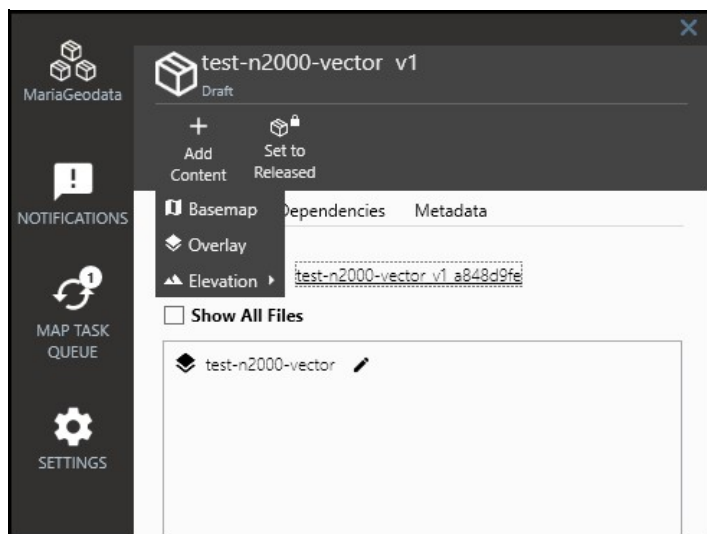 MariaGeodata
NOTIFICATIONS
1
MAP TASK
QUEUE
SETTINGS
test-n2000-vector v1
Draft
Add
Content
Set to
Released
Basemap
Overlay
Elevation
Dependencies
Metadata
test-n2000-vector v1 a848d9fe
Show All Files
test-n2000-vector